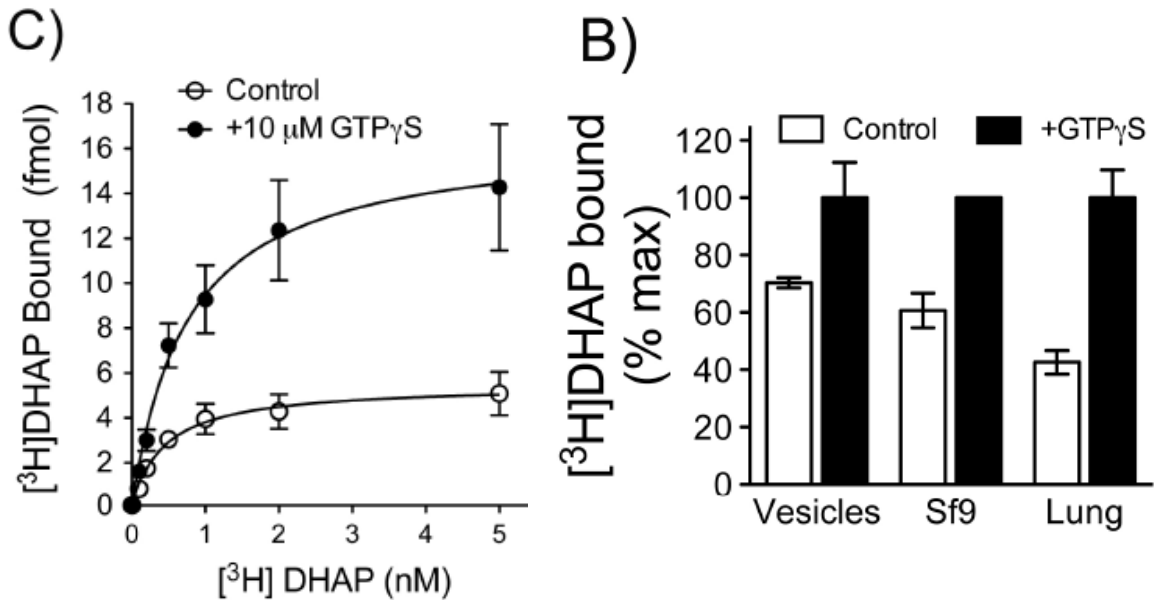 C)
Control
+10 μM GTPγS
[³H]DHAP Bound (fmol)
18
16
14
12
10
8
6
4
2
0
0 1 2 3 4 5
[³H] DHAP (nM)
B)
Control +GTPγS
[³H]DHAP bound
(% max)
120
100
80
60
40
20
0
Vesicles Sf9 Lung